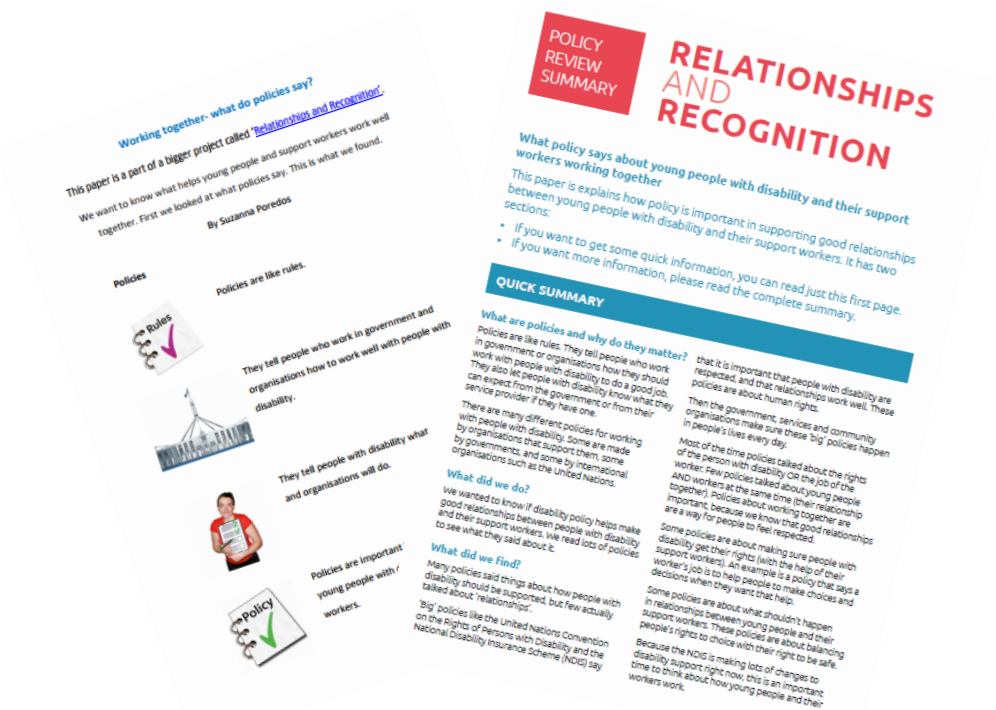 Working together- what do policies say?
This paper is a part of a bigger project called 'Relationships and Recognition'.
We want to know what helps young people and support workers work well
together. First we looked at what policies say. This is what we found.
By Suzanna Poredos
Policies
Policies are like rules.
Rules
They tell people who work in government and
organisations how to work well with people with
disability.
They tell people with disability what
and organisations will do.
Policies are important
young people with
workers.
Policy
POLICY
REVIEW
SUMMARY
RELATIONSHIPS
AND
RECOGNITION
What policy says about young people with disability and their support
workers working together
This paper is explains how policy is important in supporting good relationships
between young people with disability and their support workers. It has two
sections:
• If you want to get some quick information, you can read just this first page.
• If you want more information, please read the complete summary.
QUICK SUMMARY
What are policies and why do they matter?
Policies are like rules. They tell people who work
in government or organisations how they should
work with people with disability to do a good job.
They also let people with disability know what they
can expect from the government or from their
service provider if they have one.
There are many different policies for working
with people with disability. Some are made
by organisations that support them, some
by governments, and some by international
organisations such as the United Nations.
What did we do?
We wanted to know if disability policy helps make
good relationships between people with disability
and their support workers. We read lots of policies
to see what they said about it.
What did we find?
Many policies said things about how people with
disability should be supported, but few actually
talked about 'relationships'.
'Big' policies like the United Nations Convention
on the Rights of Persons with Disability and the
National Disability Insurance Scheme (NDIS) say
that it is important that people with disability are
respected, and that relationships work well. These
policies are about human rights.
Then the government, services and community
organisations make sure these 'big' policies happen
in people's lives every day.
Most of the time policies talked about the rights
of the person with disability OR the job of the
worker. Few policies talked about young people
AND workers at the same time (their relationship
together). Policies about working together are
important, because we know that good relationships
are a way for people to feel respected.
Some policies are about making sure people with
disability get their rights (with the help of their
support workers). An example is a policy that says a
worker's job is to help people to make choices and
decisions when they want that help.
Some policies are about what shouldn't happen
in relationships between young people and their
support workers. These policies are about balancing
people's rights to choice with their right to be safe.
Because the NDIS is making lots of changes to
disability support right now, this is an important
time to think about how young people and their
workers work.